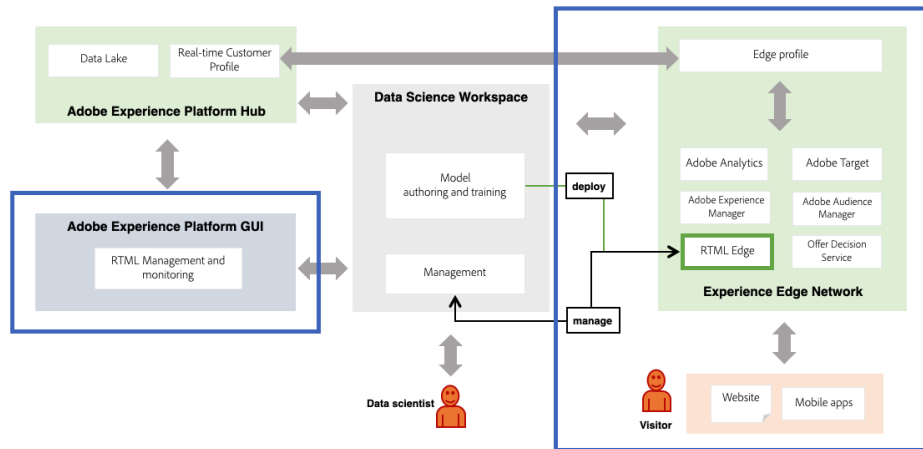 Data Lake
Real-time Customer
Profile
Adobe Experience Platform Hub
Adobe Experience Platform GUI
RTML Management and
monitoring
Data Science Workspace
Model
authoring and training
Management
Data scientist
deploy
manage
Edge profile
Adobe Analytics
Adobe Target
Adobe Experience
Manager
Adobe Audience
Manager
RTML Edge
Offer Decision
Service
Experience Edge Network
Visitor
Website
Mobile apps